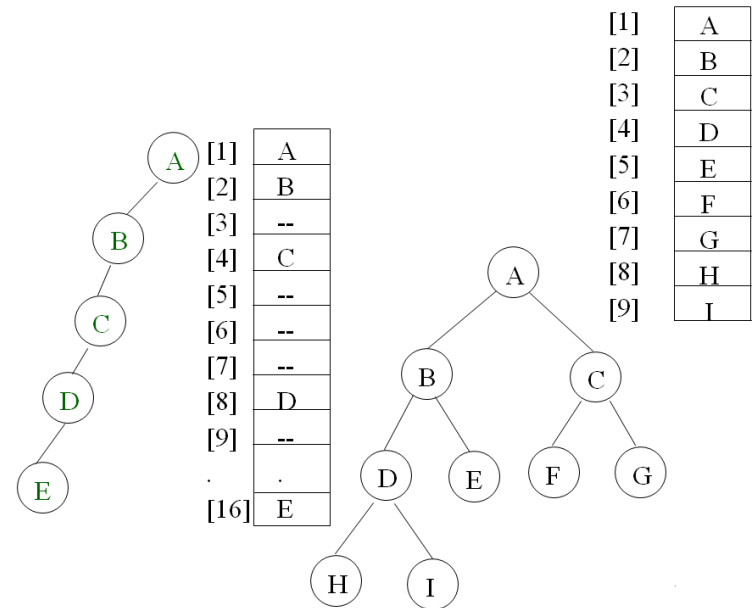 [1] A
[2] B
[3] C
[4] D
[5] E
[6] F
[7] G
[8] H
[9] I
A
B
C
D
E
[1] A
[2] B
[3] --
[4] C
[5] --
[6] --
[7] --
[8] D
[9] --
. .
[16] E
A
B C
D E F G
H I